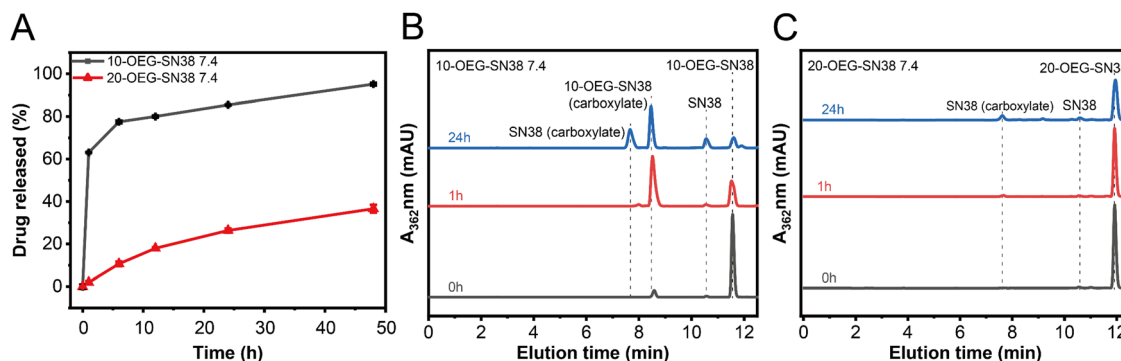 A
10-OEG-SN38 7.4
20-OEG-SN38 7.4
Drug released (%)
100
80
60
40
20
0
0
10
20
30
40
50
Time (h)
B
10-OEG-SN38 7.4
10-OEG-SN38
10-OEG-SN38
(carboxylate)
SN38
SN38 (carboxylate)
24h
1h
0h
A362nm (mAU)
0
2
4
6
8
10
12
Elution time (min)
C
20-OEG-SN38 7.4
20-OEG-SN3
SN38 (carboxylate)
SN38
24h
1h
0h
A362nm (mAU)
0
2
4
6
8
10
12
Elution time (min)